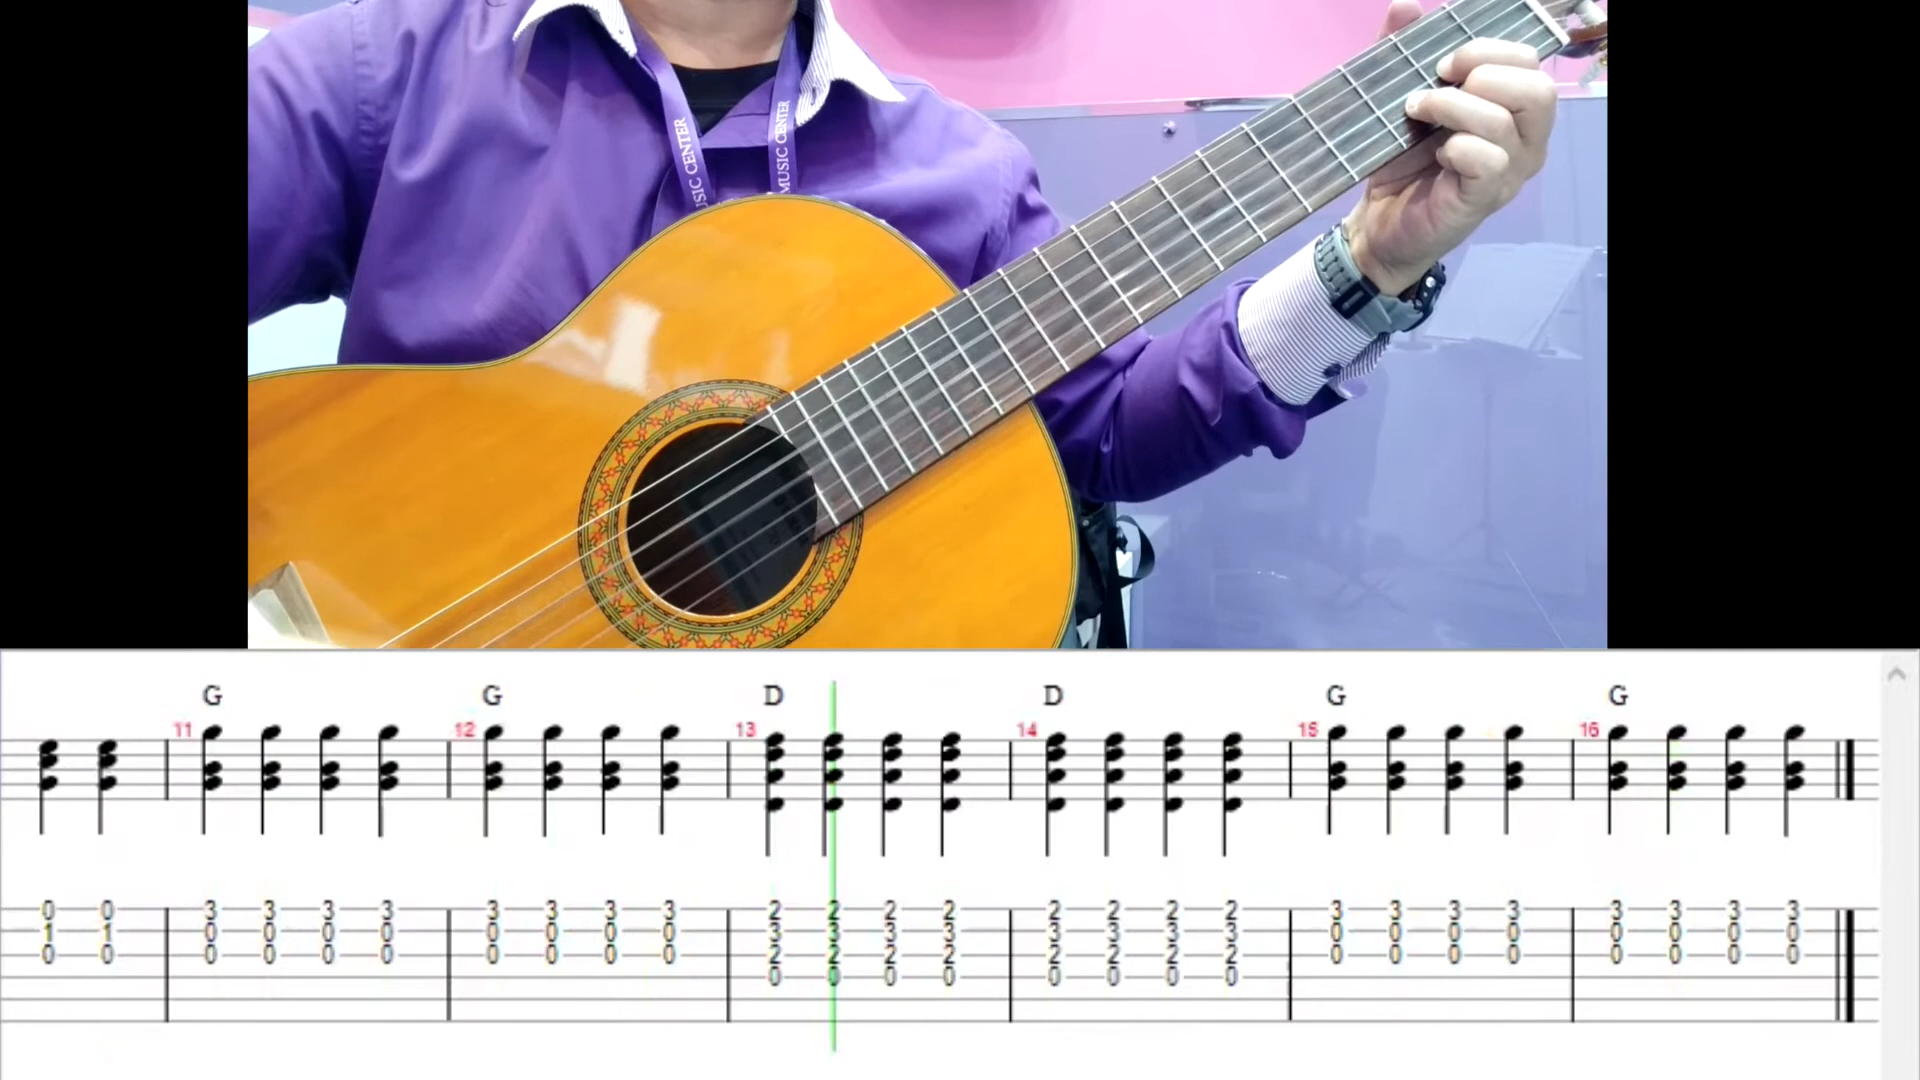 SIC CENTER
MUSIC CENTER
G G D D G G
11 12 13 14 15 16
0 0 3 3 3 3 3 3 3 3 2 2 2 2 2 2 2 2 3 3 3 3 3 3 3 3
1 1 0 0 0 0 0 0 0 0 3 3 3 3 3 3 3 3 0 0 0 0 0 0 0 0
0 0 0 0 0 0 0 0 0 0 2 2 2 2 2 2 2 2 0 0 0 0 0 0 0 0
0 0 0 0 0 0 0 0